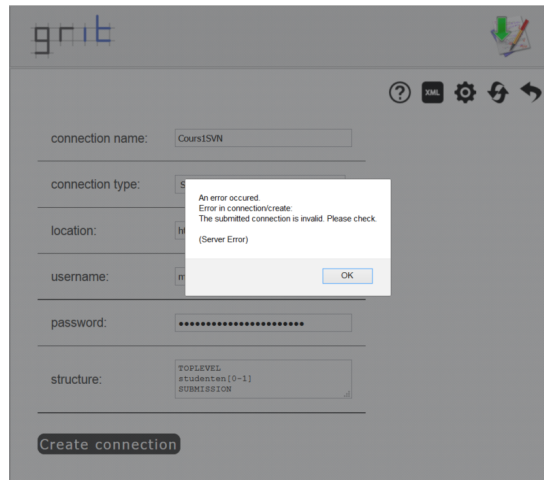 grit
XML
connection name: Cours1SVN
connection type: S
An error occured.
Error in connection/create:
The submitted connection is invalid. Please check.
location:
(Server Error)
username:
OK
password: ●●●●●●●●●●●●●●●●●●●●●●●
structure:
TOPLEVEL
studenten[0-1]
SUBMISSION
Create connection